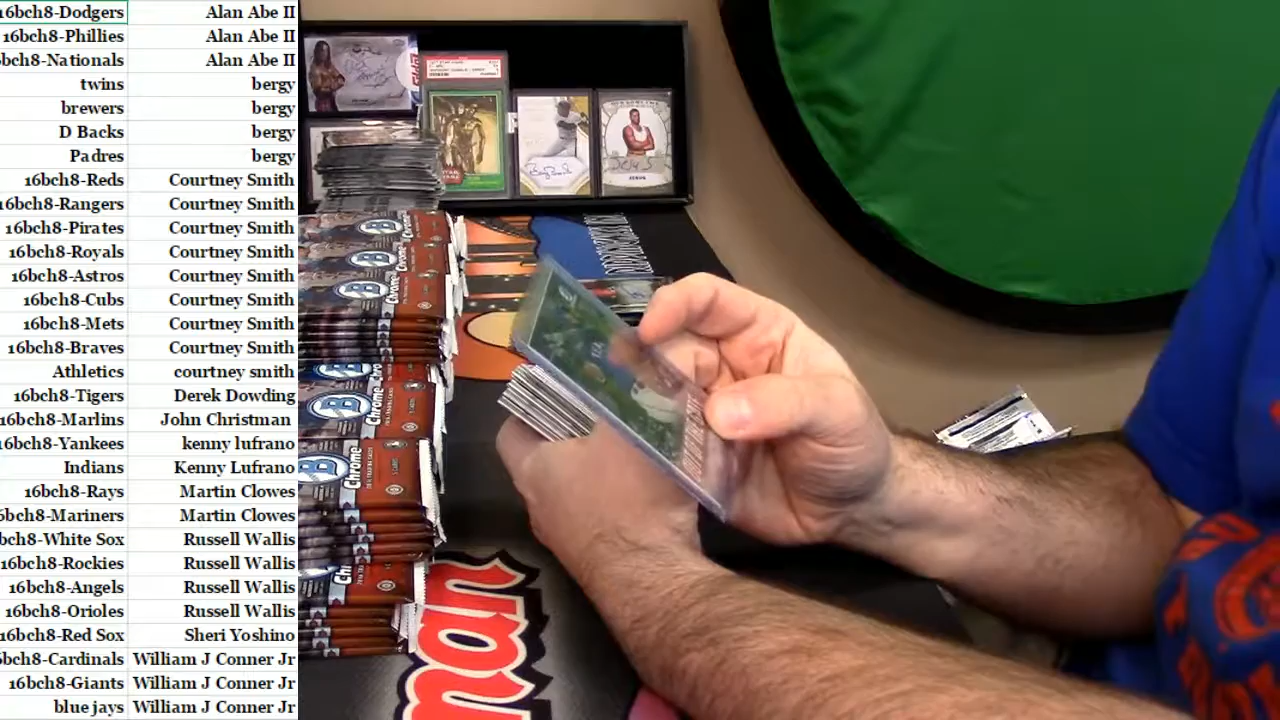 16bch8-Dodgers Alan Abe II
16bch8-Phillies Alan Abe II
bch8-Nationals Alan Abe II
twins bergy
brewers bergy
D Backs bergy
Padres bergy
16bch8-Reds Courtney Smith
16bch8-Rangers Courtney Smith
16bch8-Pirates Courtney Smith
16bch8-Royals Courtney Smith
16bch8-Astros Courtney Smith
16bch8-Cubs Courtney Smith
16bch8-Mets Courtney Smith
16bch8-Braves Courtney Smith
Athletics courtney smith
16bch8-Tigers Derek Dowding
16bch8-Marlins John Christman
16bch8-Yankees kenny lufrano
Indians Kenny Lufrano
16bch8-Rays Martin Clowes
6bch8-Mariners Martin Clowes
bch8-White Sox Russell Wallis
16bch8-Rockies Russell Wallis
16bch8-Angels Russell Wallis
16bch8-Orioles Russell Wallis
16bch8-Red Sox Sheri Yoshino
6bch8-Cardinals William J Conner Jr
16bch8-Giants William J Conner Jr
blue jays William J Conner Jr
B Chrome
Chrome
Chrome
B Chrome
B Chrome
Ch
man